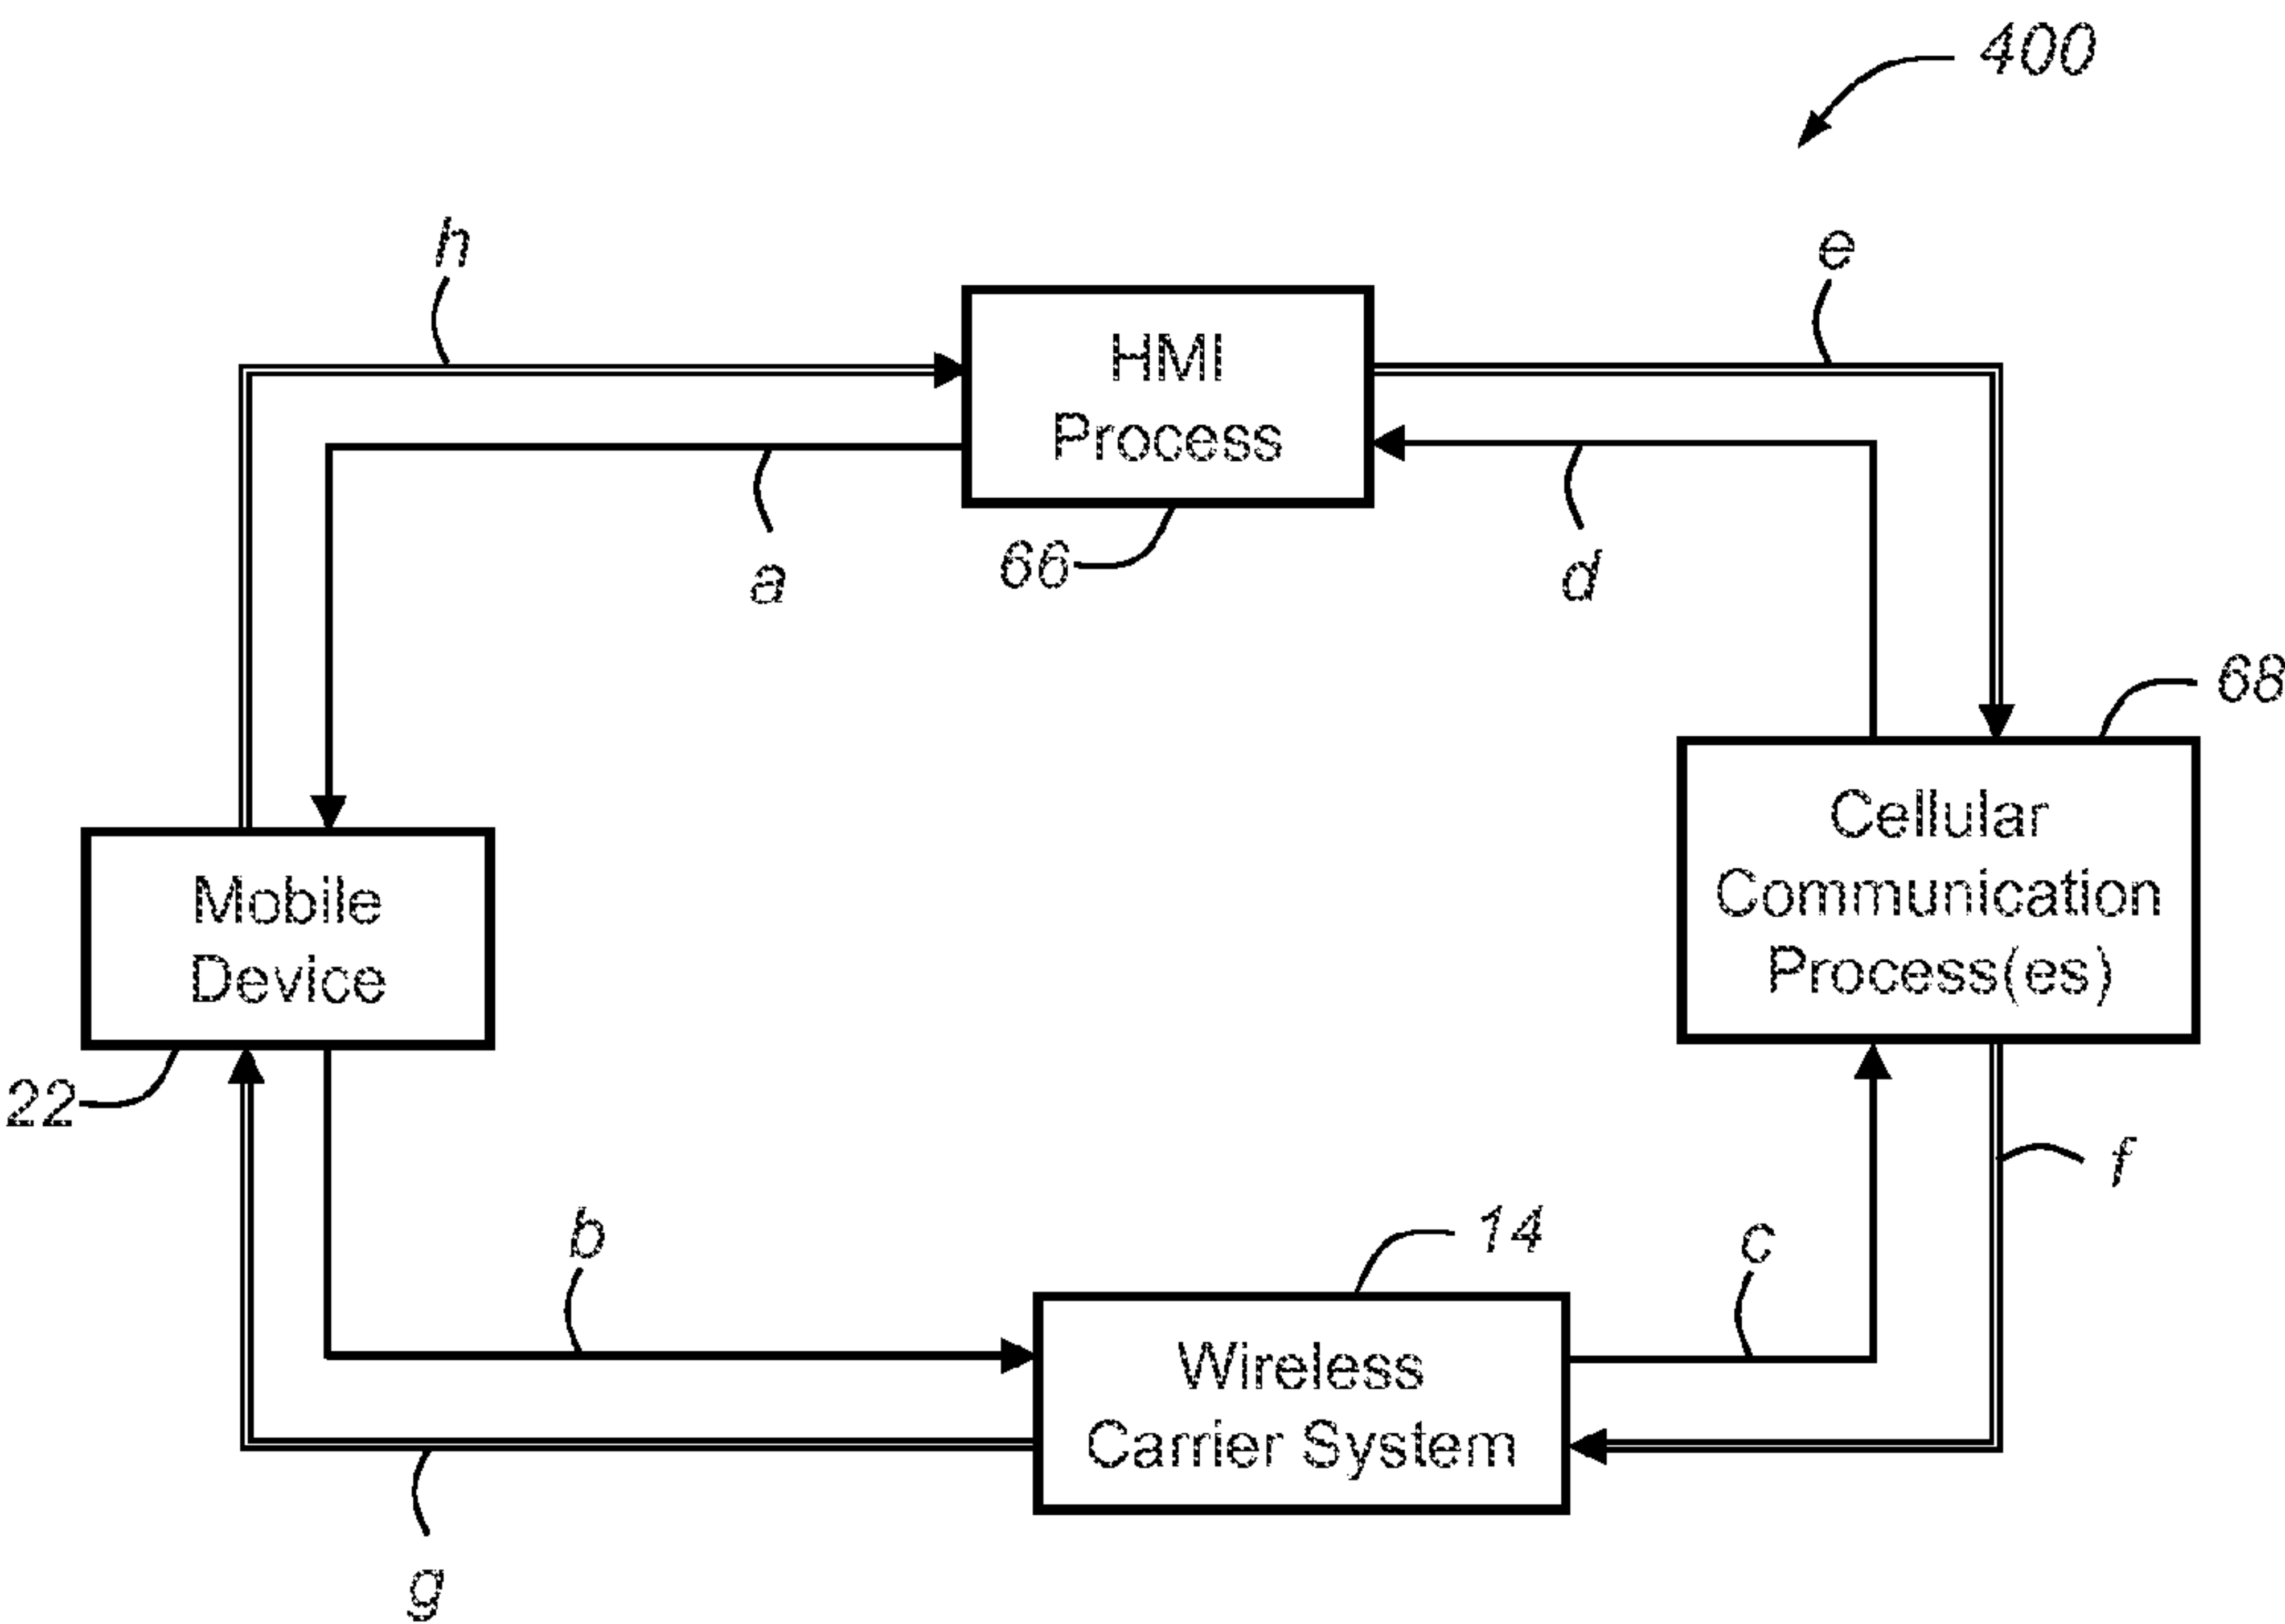 400
h
e
HMI
Process
a
66
d
68
Cellular
Communication
Process(es)
Mobile
Device
22
f
b
14
c
Wireless
Carrier System
g